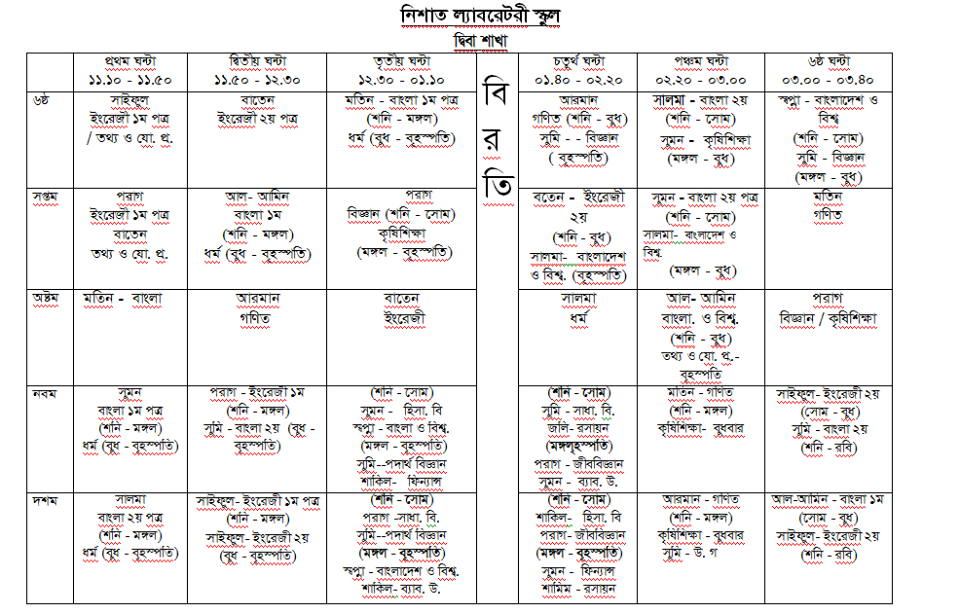 নিশাত ল্যাবরেটরী স্কুল
দ্বিবা শাখা
প্রথম ঘন্টা
১১.১০ - ১১.৫০
দ্বিতীয় ঘন্টা
১১.৫০ - ১২.৩০
তৃতীয় ঘন্টা
১২.৩০ - ০১.১০
বি
র
তি
চতুর্থ ঘন্টা
০১.৪০ - ০২.২০
পঞ্চম ঘন্টা
০২.২০ - ০৩.০০
৬ষ্ঠ ঘন্টা
০৩.০০ - ০৩.৪০
৬ষ্ঠ
সাইফুল
ইংরেজী ১ম পত্র
/ তথ্য ও যো. প্র.
বাতেন
ইংরেজী ২য় পত্র
মতিন - বাংলা ১ম পত্র
(শনি - মঙ্গল)
ধর্ম (বুধ - বৃহস্পতি)
আরমান
গণিত (শনি - বুধ)
সুমি - - বিজ্ঞান
( বৃহস্পতি)
সালমা - বাংলা ২য়
(শনি - সোম)
সুমন - কৃষিশিক্ষা
(মঙ্গল - বুধ)
স্বপ্না - বাংলাদেশ ও
বিশ্ব
(শনি - সোম)
সুমি - বিজ্ঞান
(মঙ্গল - বুধ)
সপ্তম
পরাগ
ইংরেজী ১ম পত্র
বাতেন
তথ্য ও যো. প্র.
আল- আমিন
বাংলা ১ম
(শনি - মঙ্গল)
ধর্ম (বুধ - বৃহস্পতি)
পরাগ
বিজ্ঞান (শনি - সোম)
কৃষিশিক্ষা
(মঙ্গল - বৃহস্পতি)
বতেন - ইংরেজী
২য়
(শনি - বুধ)
সালমা- বাংলাদেশ
ও বিশ্ব. (বৃহস্পতি)
সুমন - বাংলা ২য় পত্র
(শনি - সোম)
সালমা- বাংলাদেশ ও
বিশ্ব.
(মঙ্গল - বুধ)
মতিন
গণিত
অষ্টম
মতিন - বাংলা
আরমান
গণিত
বাতেন
ইংরেজী
সালমা
ধর্ম
আল- আমিন
বাংলা. ও বিশ্ব.
(শনি - বুধ)
তথ্য ও যো. প্র.-
বৃহস্পতি
পরাগ
বিজ্ঞান / কৃষিশিক্ষা
নবম
সুমন
বাংলা ১ম পত্র
(শনি - মঙ্গল)
ধর্ম (বুধ - বৃহস্পতি)
পরাগ - ইংরেজী ১ম
(শনি - মঙ্গল)
সুমি - বাংলা ২য় (বুধ -
বৃহস্পতি)
(শনি - সোম)
সুমন - হিসা. বি
স্বপ্না - বাংলা ও বিশ্ব.
(মঙ্গল - বৃহস্পতি)
সুমি--পদার্থ বিজ্ঞান
শাকিল- ফিন্যান্স
(শনি - সোম)
সুমি - সাধা. বি.
জলি - রসায়ন
(মঙ্গলবৃহস্পতি)
পরাগ - জীববিজ্ঞান
সুমন - ব্যাব. উ.
মতিন - গণিত
(শনি - মঙ্গল)
কৃষিশিক্ষা- বুধবার
সাইফুল- ইংরেজী ২য়
(সোম - বুধ)
সুমি - বাংলা ২য়
(শনি - রবি)
দশম
সালমা
বাংলা ২য় পত্র
(শনি - মঙ্গল)
ধর্ম (বুধ - বৃহস্পতি)
সাইফুল- ইংরেজী ১ম পত্র
(শনি - মঙ্গল)
সাইফুল- ইংরেজী ২য়
(বুধ - বৃহস্পতি)
(শনি - সোম)
পরাগ -সাধা. বি.
সুমি--পদার্থ বিজ্ঞান
(মঙ্গল - বৃহস্পতি)
স্বপ্না - বাংলাদেশ ও বিশ্ব.
শাকিল- ব্যাব. উ.
(শনি - সোম)
শাকিল- হিসা. বি
পরাগ- জীববিজ্ঞান
(মঙ্গল - বৃহস্পতি)
সুমন - ফিন্যান্স
শামিম - রসায়ন
আরমান - গণিত
(শনি - মঙ্গল)
কৃষিশিক্ষা - বুধবার
সুমি - উ. গ
আল-আমিন - বাংলা ১ম
(সোম - বুধ)
সাইফুল- ইংরেজী ২য়
(শনি - রবি)